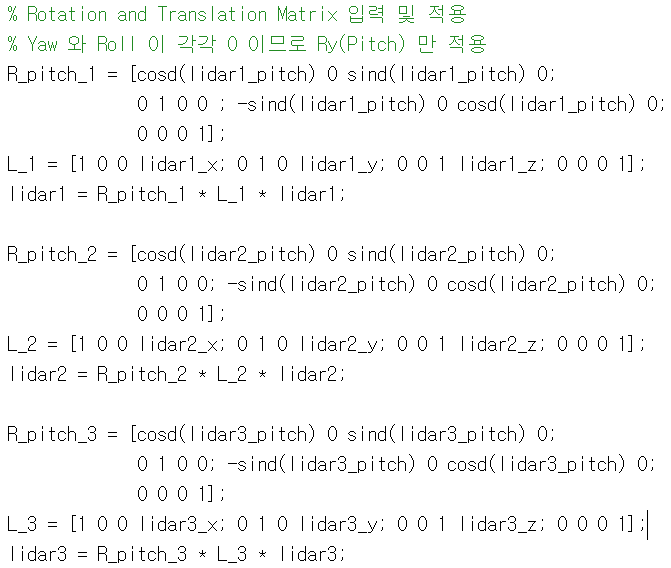 % Rotation and Translation Matrix 입력 및 적용
% Yaw 와 Roll 이 각각 0 이므로 Ry(Pitch) 만 적용
R_pitch_1 = [cosd(lidar1_pitch) 0 sind(lidar1_pitch) 0;
0 1 0 0 ; -sind(lidar1_pitch) 0 cosd(lidar1_pitch) 0;
0 0 0 1];
L_1 = [1 0 0 lidar1_x; 0 1 0 lidar1_y; 0 0 1 lidar1_z; 0 0 0 1];
lidar1 = R_pitch_1 * L_1 * lidar1;
R_pitch_2 = [cosd(lidar2_pitch) 0 sind(lidar2_pitch) 0;
0 1 0 0; -sind(lidar2_pitch) 0 cosd(lidar2_pitch) 0;
0 0 0 1];
L_2 = [1 0 0 lidar2_x; 0 1 0 lidar2_y; 0 0 1 lidar2_z; 0 0 0 1];
lidar2 = R_pitch_2 * L_2 * lidar2;
R_pitch_3 = [cosd(lidar3_pitch) 0 sind(lidar3_pitch) 0;
0 1 0 0; -sind(lidar3_pitch) 0 cosd(lidar3_pitch) 0;
0 0 0 1];
L_3 = [1 0 0 lidar3_x; 0 1 0 lidar3_y; 0 0 1 lidar3_z; 0 0 0 1];
lidar3 = R_pitch_3 * L_3 * lidar3;